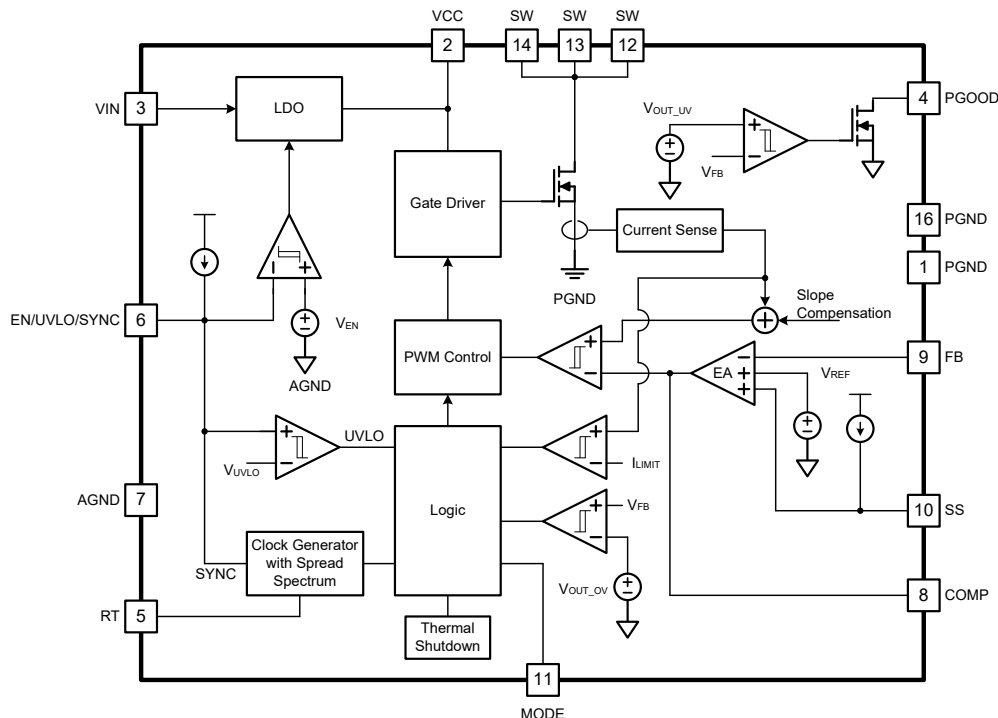 VCC
2
SW
14
SW
13
SW
12
VIN
3
LDO
4
PGOOD
VOUT_UV
+
−
VFB
Gate Driver
16
PGND
Current Sense
1
PGND
PGND
EN/UVLO/SYNC
6
−
+
VEN
AGND
Slope
Compensation
+
PWM Control
+
−
EA
−
+
+
VREF
9
FB
+
−
VUVLO
UVLO
Logic
+
−
ILIMIT
AGND
7
+
−
VFB
10
SS
SYNC
Clock Generator
with Spread
Spectrum
VOUT_OV
8
COMP
RT
5
Thermal
Shutdown
11
MODE